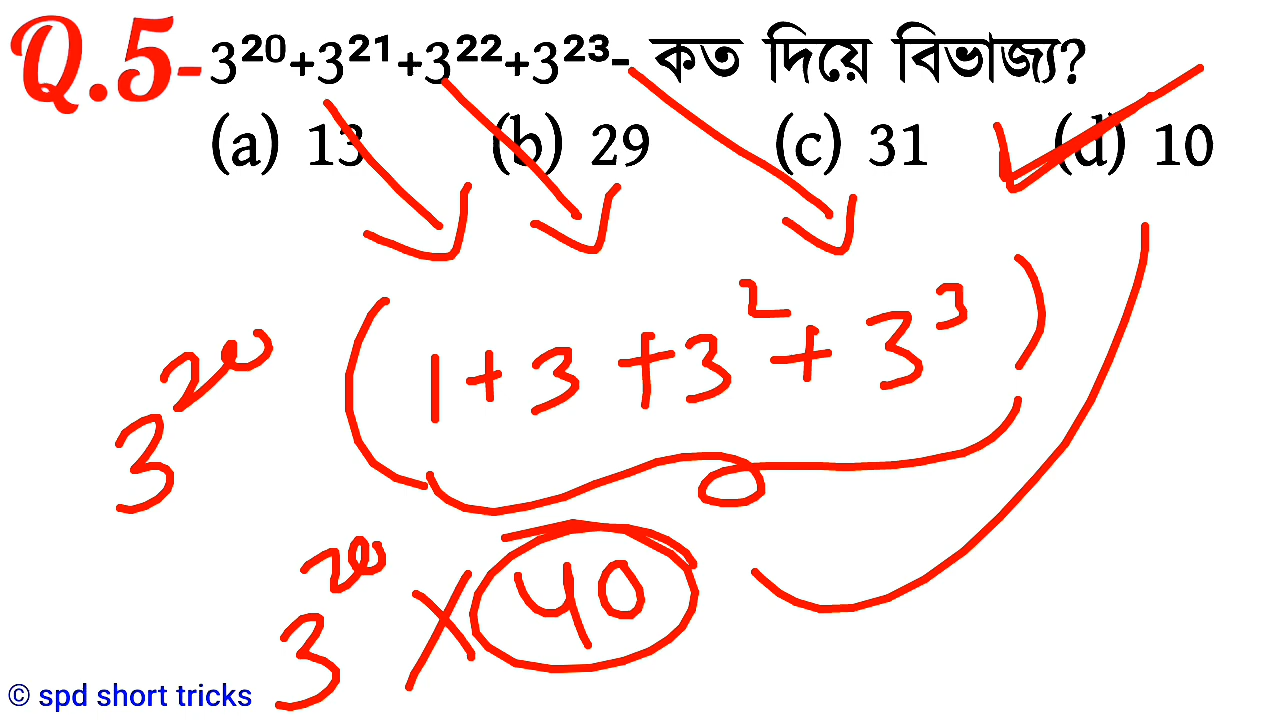 Q.5- 3²⁰+3²¹+3²²+3²³- কত দিয়ে বিভাজ্য?
(a) 13 (b) 29 (c) 31 (d) 10
3²⁰ (1+3+3²+3³)
3²⁰ × 40
© spd short tricks